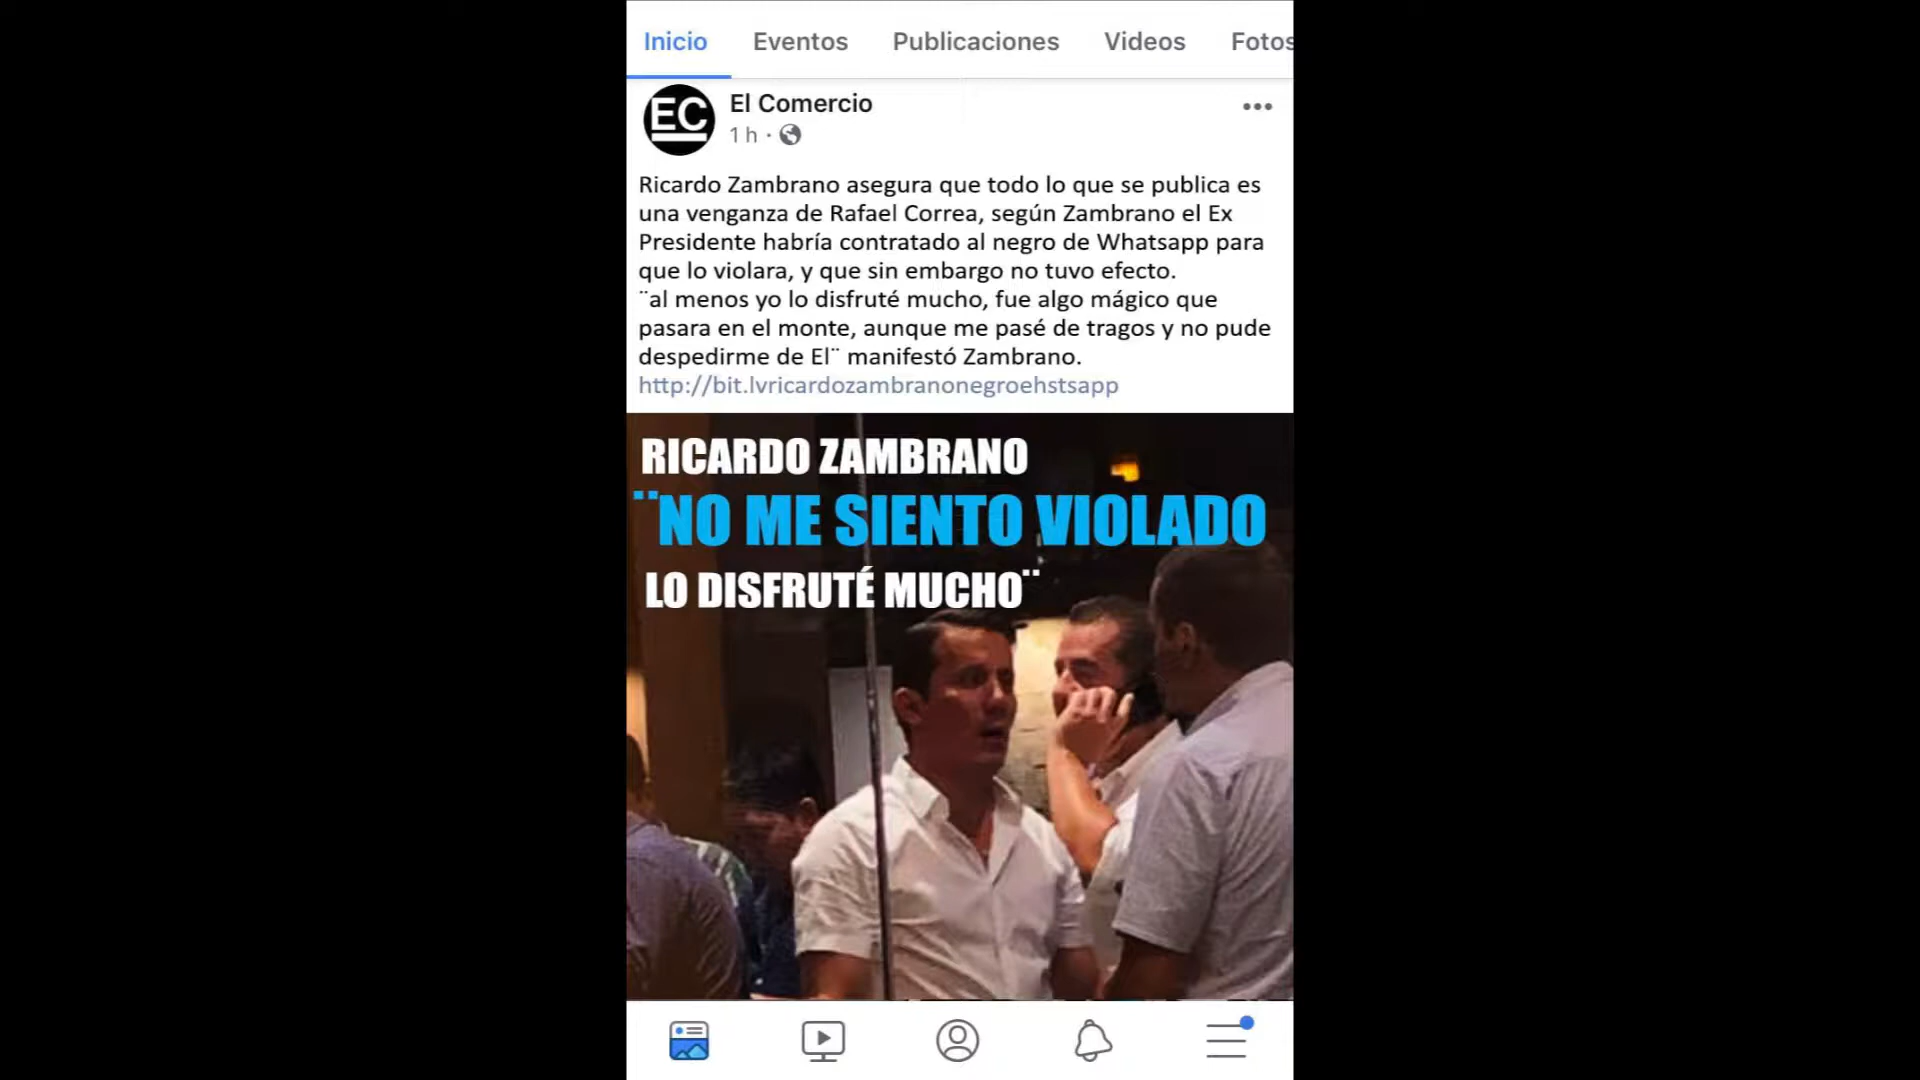 Inicio Eventos Publicaciones Videos Fotos
EC El Comercio
1 h ·
Ricardo Zambrano asegura que todo lo que se publica es
una venganza de Rafael Correa, según Zambrano el Ex
Presidente habría contratado al negro de Whatsapp para
que lo violara, y que sin embargo no tuvo efecto.
¨al menos yo lo disfruté mucho, fue algo mágico que
pasara en el monte, aunque me pasé de tragos y no pude
despedirme de El¨ manifestó Zambrano.
http://bit.lvricardozambranonegroehstsapp
RICARDO ZAMBRANO
¨NO ME SIENTO VIOLADO
LO DISFRUTÉ MUCHO¨